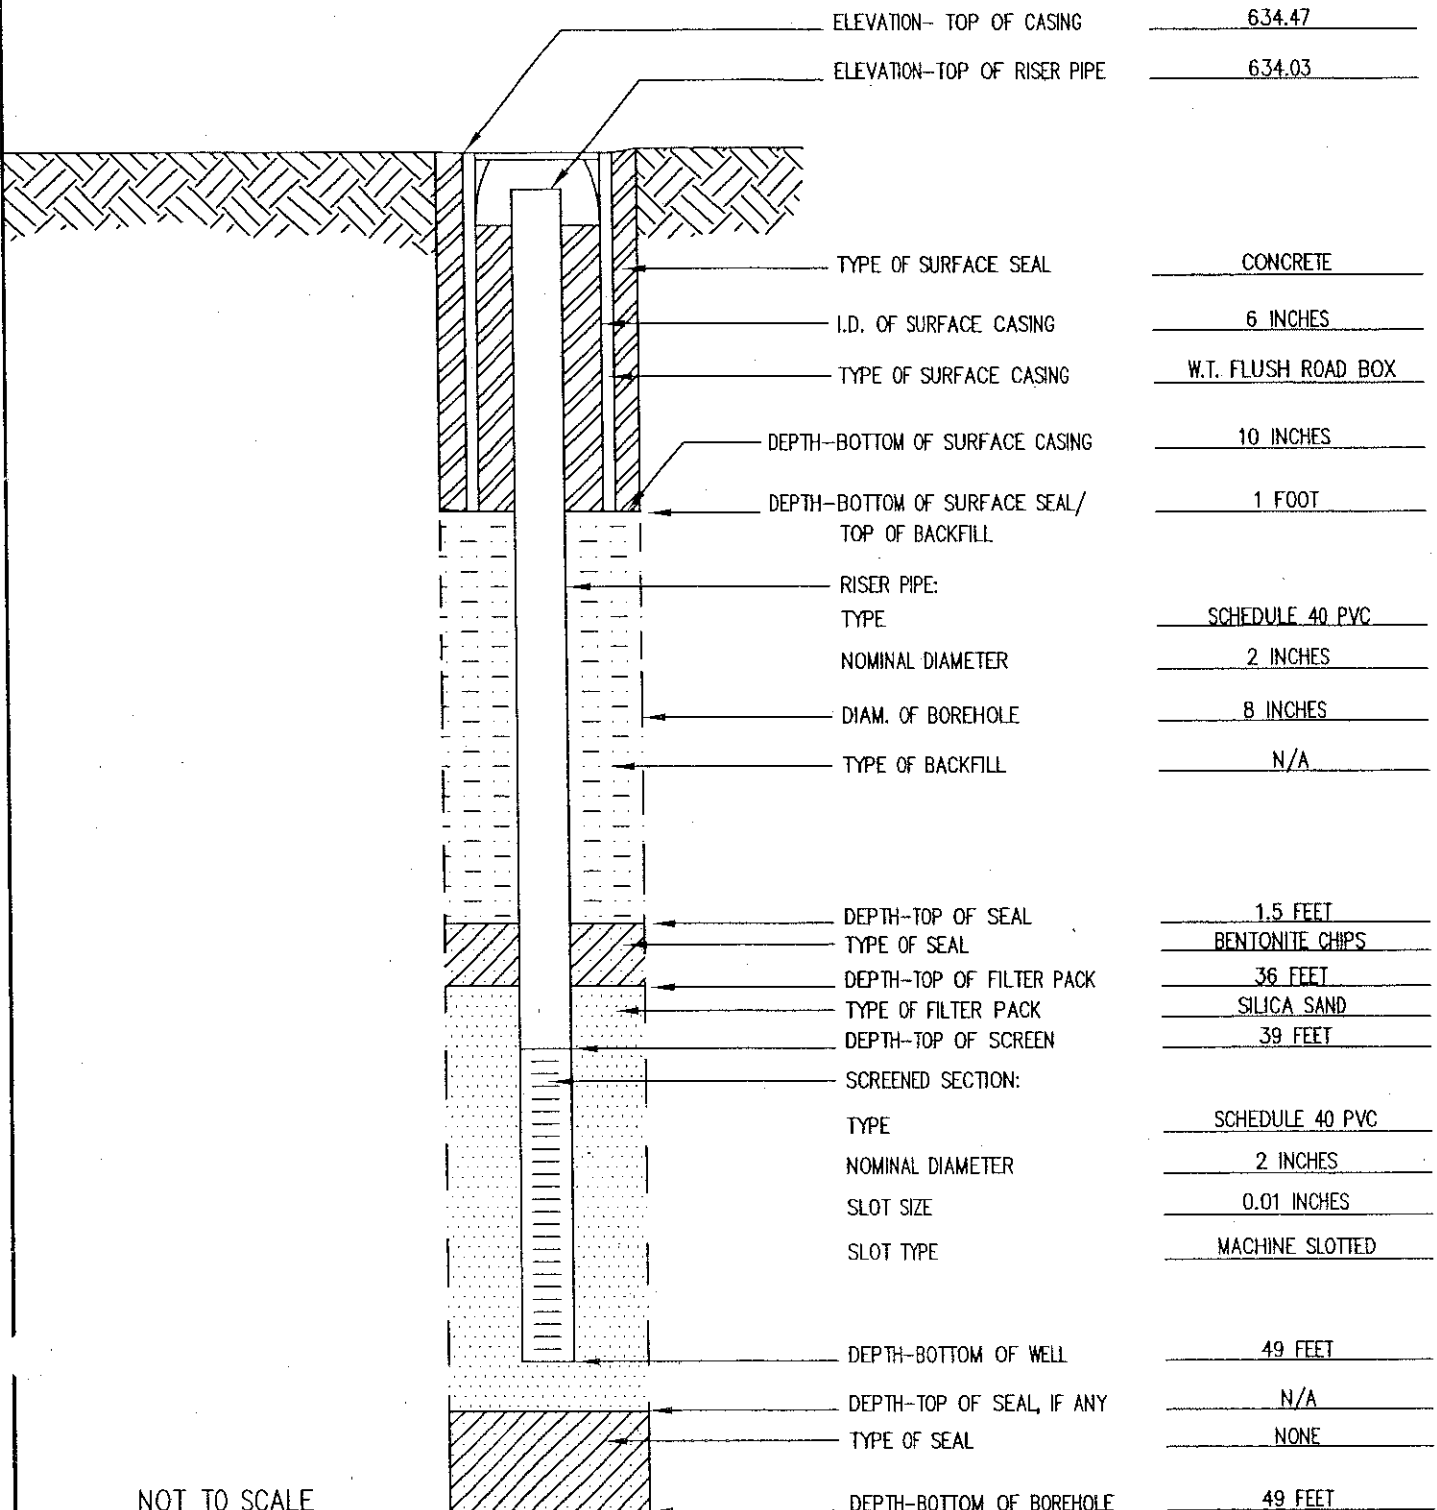 ELEVATION- TOP OF CASING 634.47
ELEVATION-TOP OF RISER PIPE 634.03
TYPE OF SURFACE SEAL CONCRETE
I.D. OF SURFACE CASING 6 INCHES
TYPE OF SURFACE CASING W.T. FLUSH ROAD BOX
DEPTH-BOTTOM OF SURFACE CASING 10 INCHES
DEPTH-BOTTOM OF SURFACE SEAL/ 1 FOOT
TOP OF BACKFILL
RISER PIPE:
TYPE SCHEDULE 40 PVC
NOMINAL DIAMETER 2 INCHES
DIAM. OF BOREHOLE 8 INCHES
TYPE OF BACKFILL N/A
DEPTH-TOP OF SEAL 1.5 FEET
TYPE OF SEAL BENTONITE CHIPS
DEPTH-TOP OF FILTER PACK 36 FEET
TYPE OF FILTER PACK SILICA SAND
DEPTH-TOP OF SCREEN 39 FEET
SCREENED SECTION:
TYPE SCHEDULE 40 PVC
NOMINAL DIAMETER 2 INCHES
SLOT SIZE 0.01 INCHES
SLOT TYPE MACHINE SLOTTED
DEPTH-BOTTOM OF WELL 49 FEET
DEPTH-TOP OF SEAL, IF ANY N/A
TYPE OF SEAL NONE
NOT TO SCALE DEPTH-BOTTOM OF BOREHOLE 49 FEET